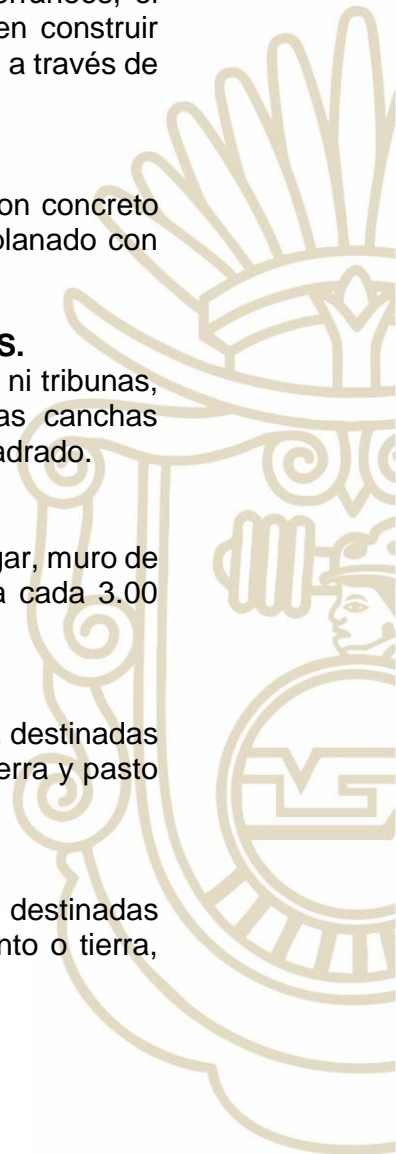 en construir
a través de
on concreto
olanado con
S.
ni tribunas,
as canchas
adrado.
gar, muro de
a cada 3.00
destinadas
erra y pasto
destinadas
nto o tierra,